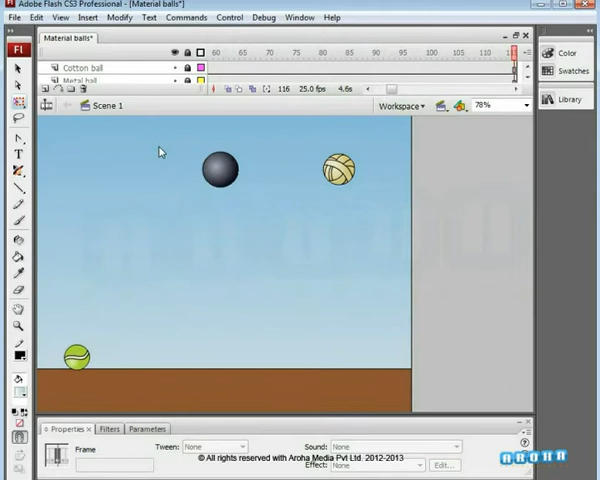 Adobe Flash CS3 Professional - [Material balls*]
File Edit View Insert Modify Text Commands Control Debug Window Help
Fl
Material balls*
60 65 70 75 80 85 90 95 100 105 110
Cotton ball
Metal ball
116 25.0 fps 4.6s
Scene 1
Workspace
78%
Color
Swatches
Library
T
Properties
Filters
Parameters
Frame
Tween: None
Sound: None
Effect: None
Edit...
© All rights reserved with Aroha Media Pvt Ltd. 2012-2013
AROHA